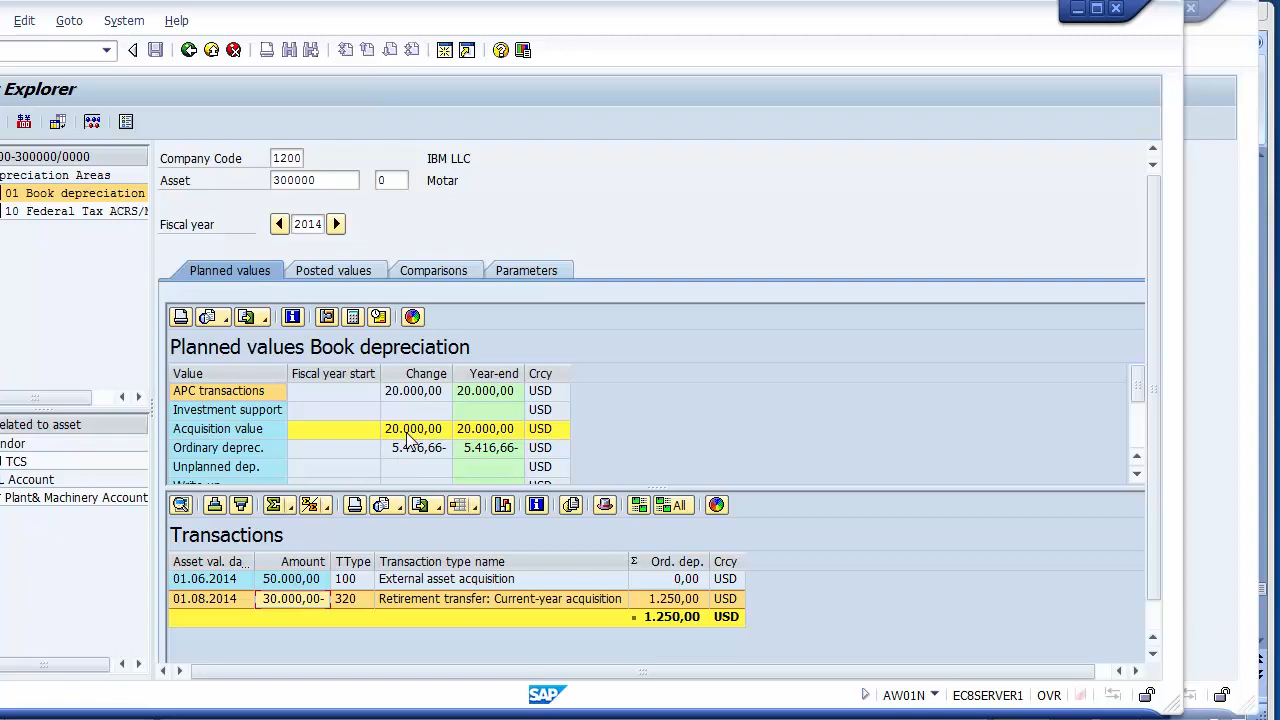 Edit Goto System Help
Explorer
00-300000/0000
preciation Areas
01 Book depreciation
10 Federal Tax ACRS/M
Company Code 1200 IBM LLC
Asset 300000 0 Motar
Fiscal year 2014
Planned values Posted values Comparisons Parameters
Planned values Book depreciation
Value Fiscal year start Change Year-end Crcy
APC transactions 20.000,00 20.000,00 USD
Investment support USD
Acquisition value 20.000,00 20.000,00 USD
Ordinary deprec. 5.416,66- 5.416,66- USD
Unplanned dep. USD
elated to asset
ndor
TCS
L Account
Plant& Machinery Account
All
Transactions
Asset val. da... Amount TType Transaction type name Σ Ord. dep. Crcy
01.06.2014 50.000,00 100 External asset acquisition 0,00 USD
01.08.2014 30.000,00- 320 Retirement transfer: Current-year acquisition 1.250,00 USD
1.250,00 USD
SAP AW01N ECSSERVER1 OVR